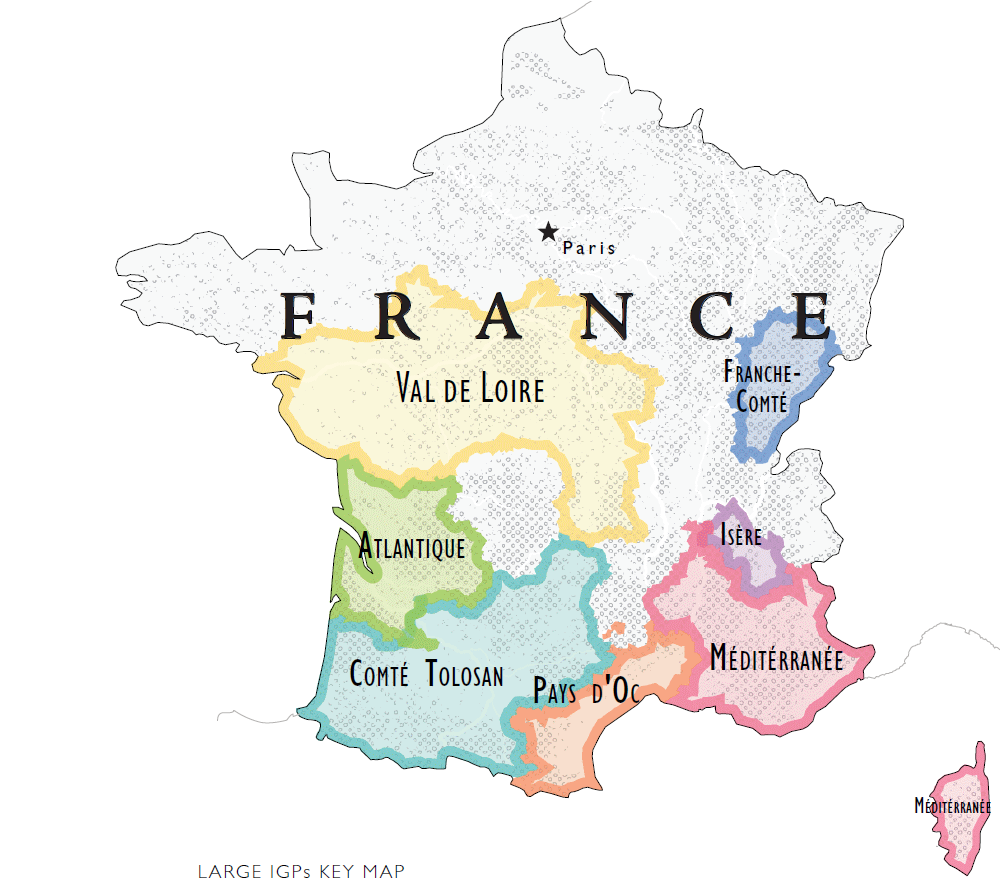 Paris
FRANCE
Franche-
Comté
Val de Loire
Isère
Atlantique
Méditérranée
Comté Tolosan
Pays d'Oc
Méditérranée
LARGE IGPs KEY MAP